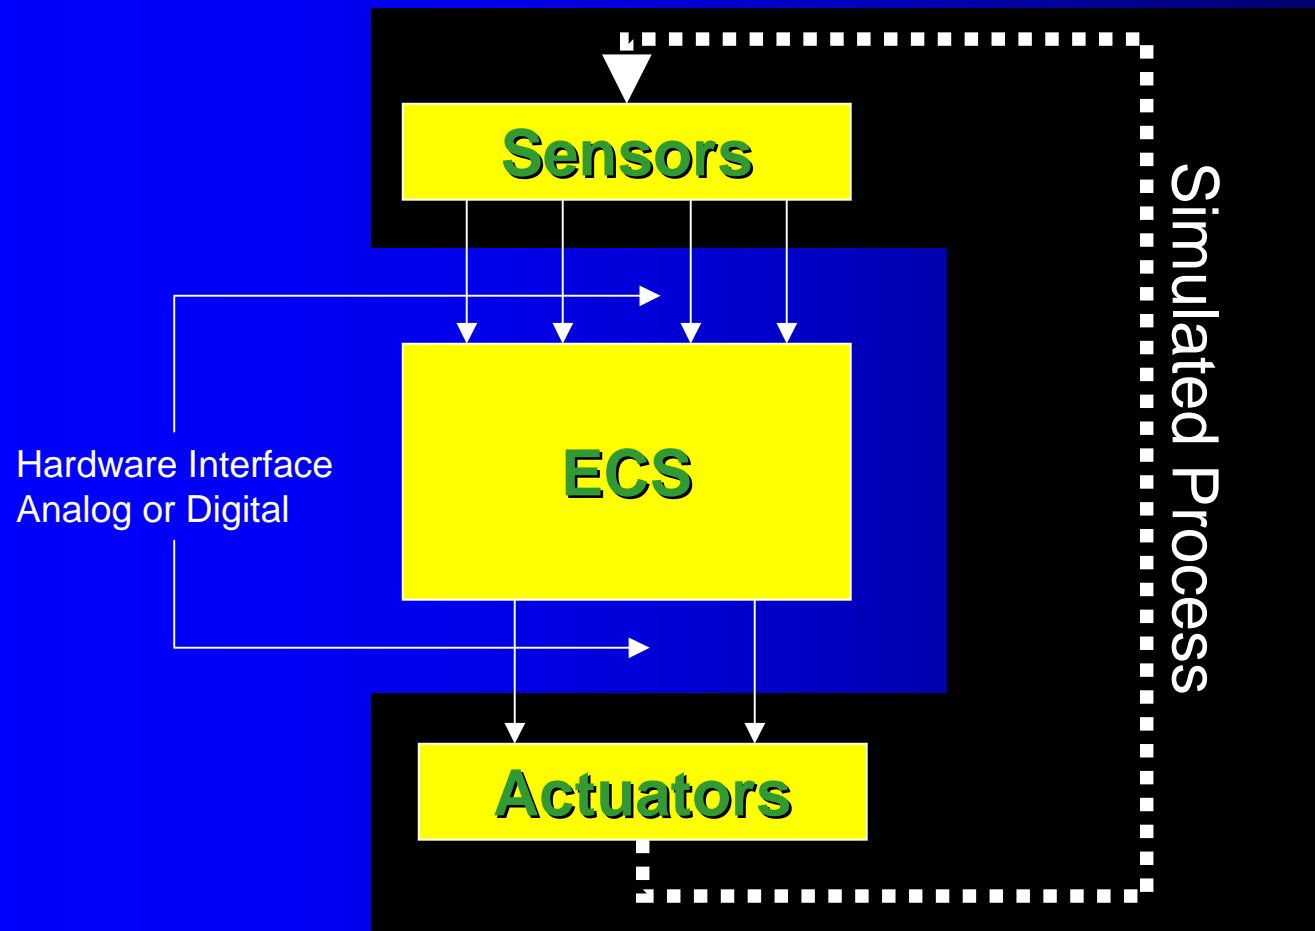 Sensors
Simulated Process
ECS
Hardware Interface
Analog or Digital
Actuators